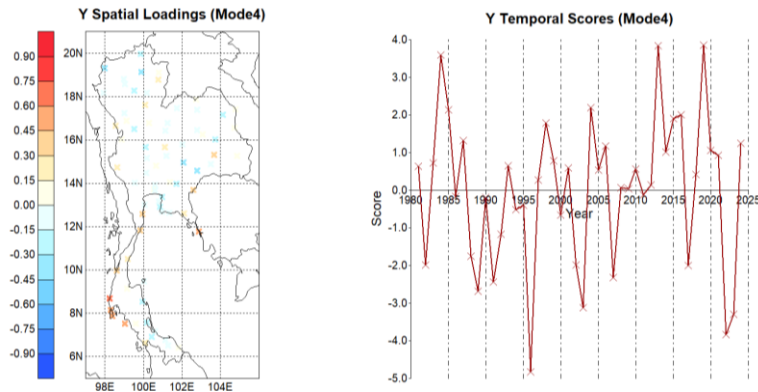 Y Spatial Loadings (Mode4)
0.90
0.75
0.60
0.45
0.30
0.15
0.00
-0.15
-0.30
-0.45
-0.60
-0.75
-0.90
20N
18N
16N
14N
12N
10N
8N
6N
98E 100E 102E 104E
Y Temporal Scores (Mode4)
4.0
3.0
2.0
1.0
0.0
-1.0
-2.0
-3.0
-4.0
-5.0
Score
1980 1985 1990 1995 2000 2005 2010 2015 2020 2025
Year